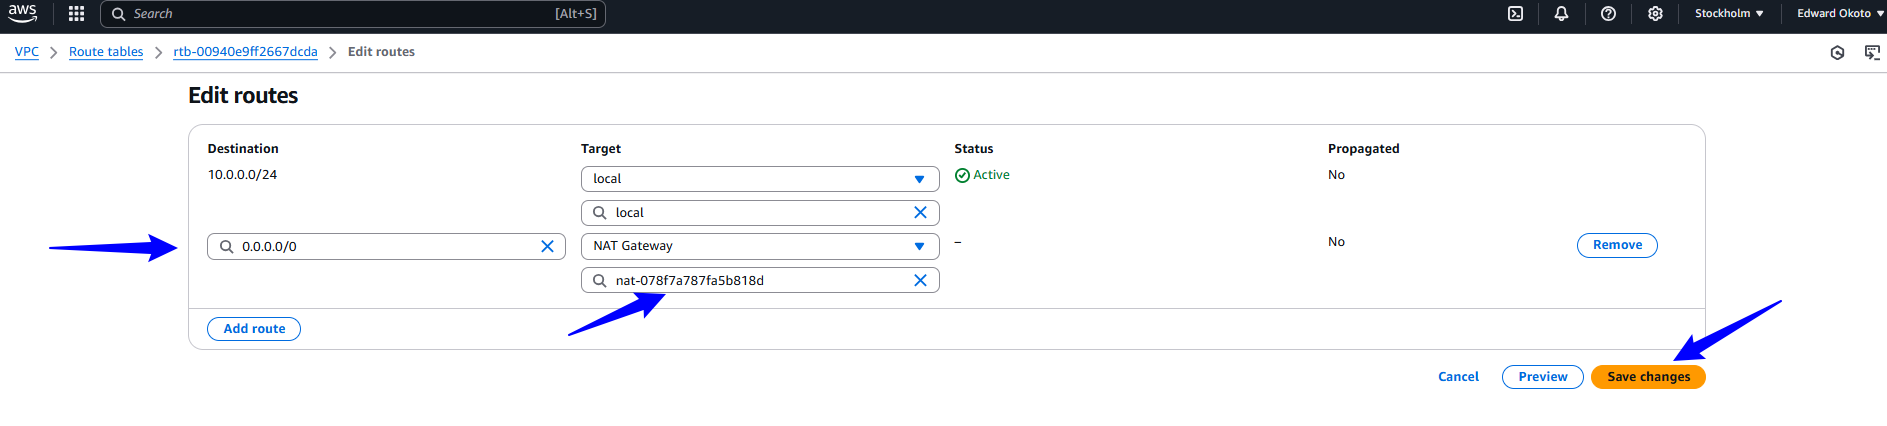 aws
Search [Alt+S] Stockholm Edward Okoto
VPC Route tables rtb-00940e9ff2667dcda Edit routes
Edit routes
Destination Target Status Propagated
10.0.0.0/24 local Active No
local
0.0.0.0/0 NAT Gateway – No Remove
nat-078f7a787fa5b818d
Add route
Cancel Preview Save changes